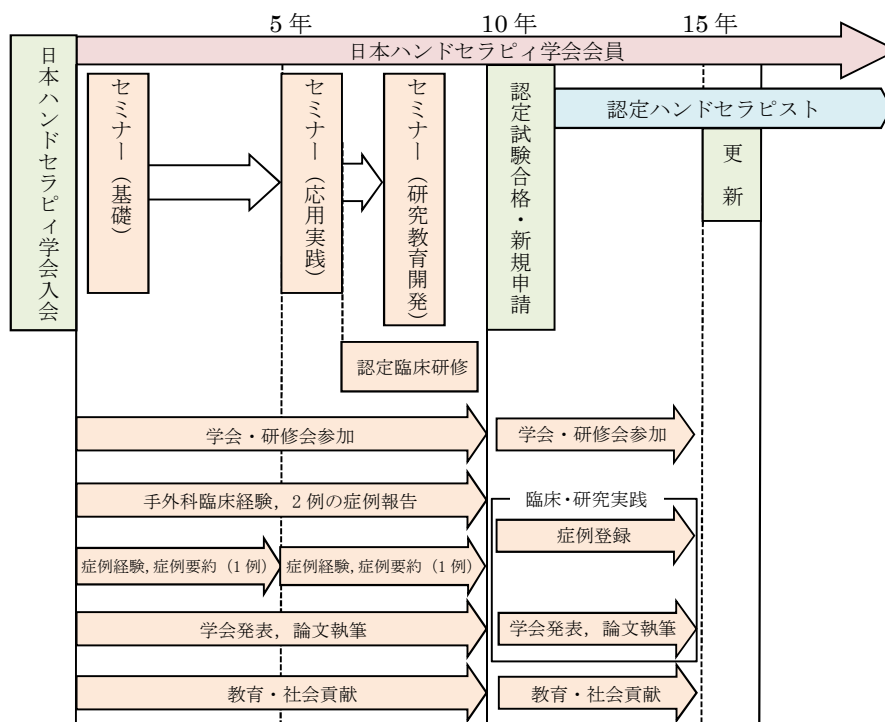 5年
10年
15年
日本ハンドセラピィ学会会員
日本ハンドセラピィ学会入会
セミナー（基礎）
セミナー（応用実践）
セミナー（研究教育開発）
認定試験合格・新規申請
認定ハンドセラピスト
更新
認定臨床研修
学会・研修会参加
学会・研修会参加
手外科臨床経験，2例の症例報告
臨床・研究実践
症例登録
症例経験，症例要約（1例）
症例経験，症例要約（1例）
学会発表，論文執筆
学会発表，論文執筆
教育・社会貢献
教育・社会貢献